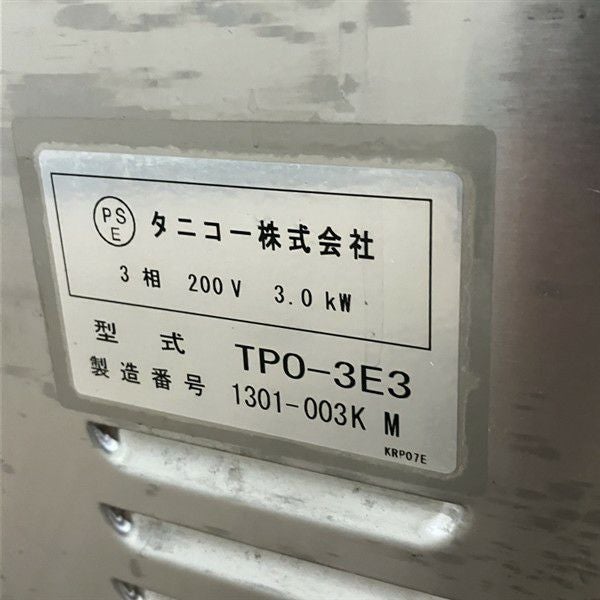 PS
E
タニコー株式会社
3相 200V 3.0kW
型式 TPO-3E3
製造番号 1301-003K M
KRP07E